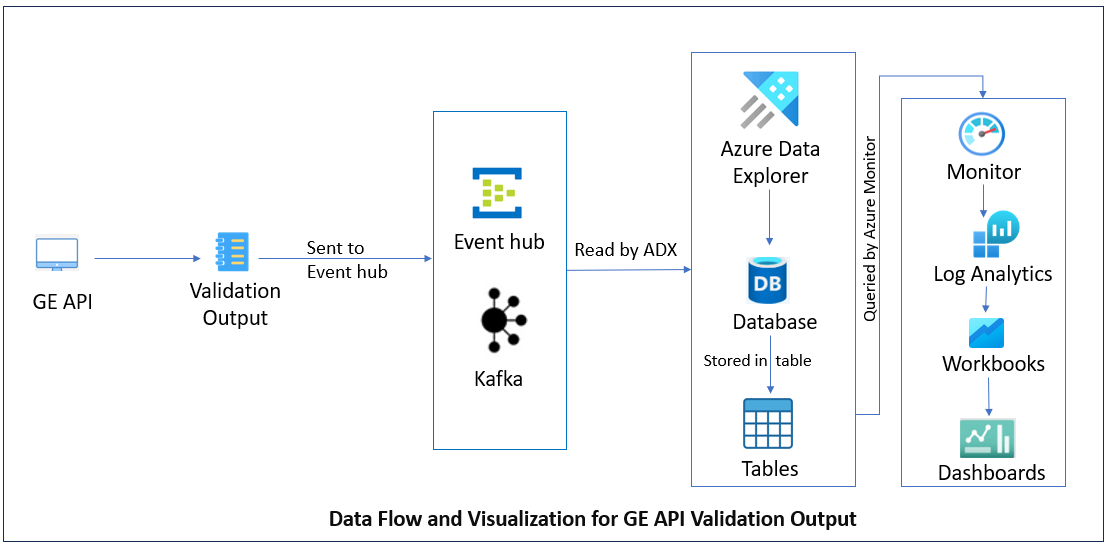 GE API
Validation
Output
Sent to
Event hub
Event hub
Kafka
Read by ADX
Azure Data
Explorer
DB
Database
Stored in table
Tables
Queried by Azure Monitor
Monitor
Log Analytics
Workbooks
Dashboards
Data Flow and Visualization for GE API Validation Output